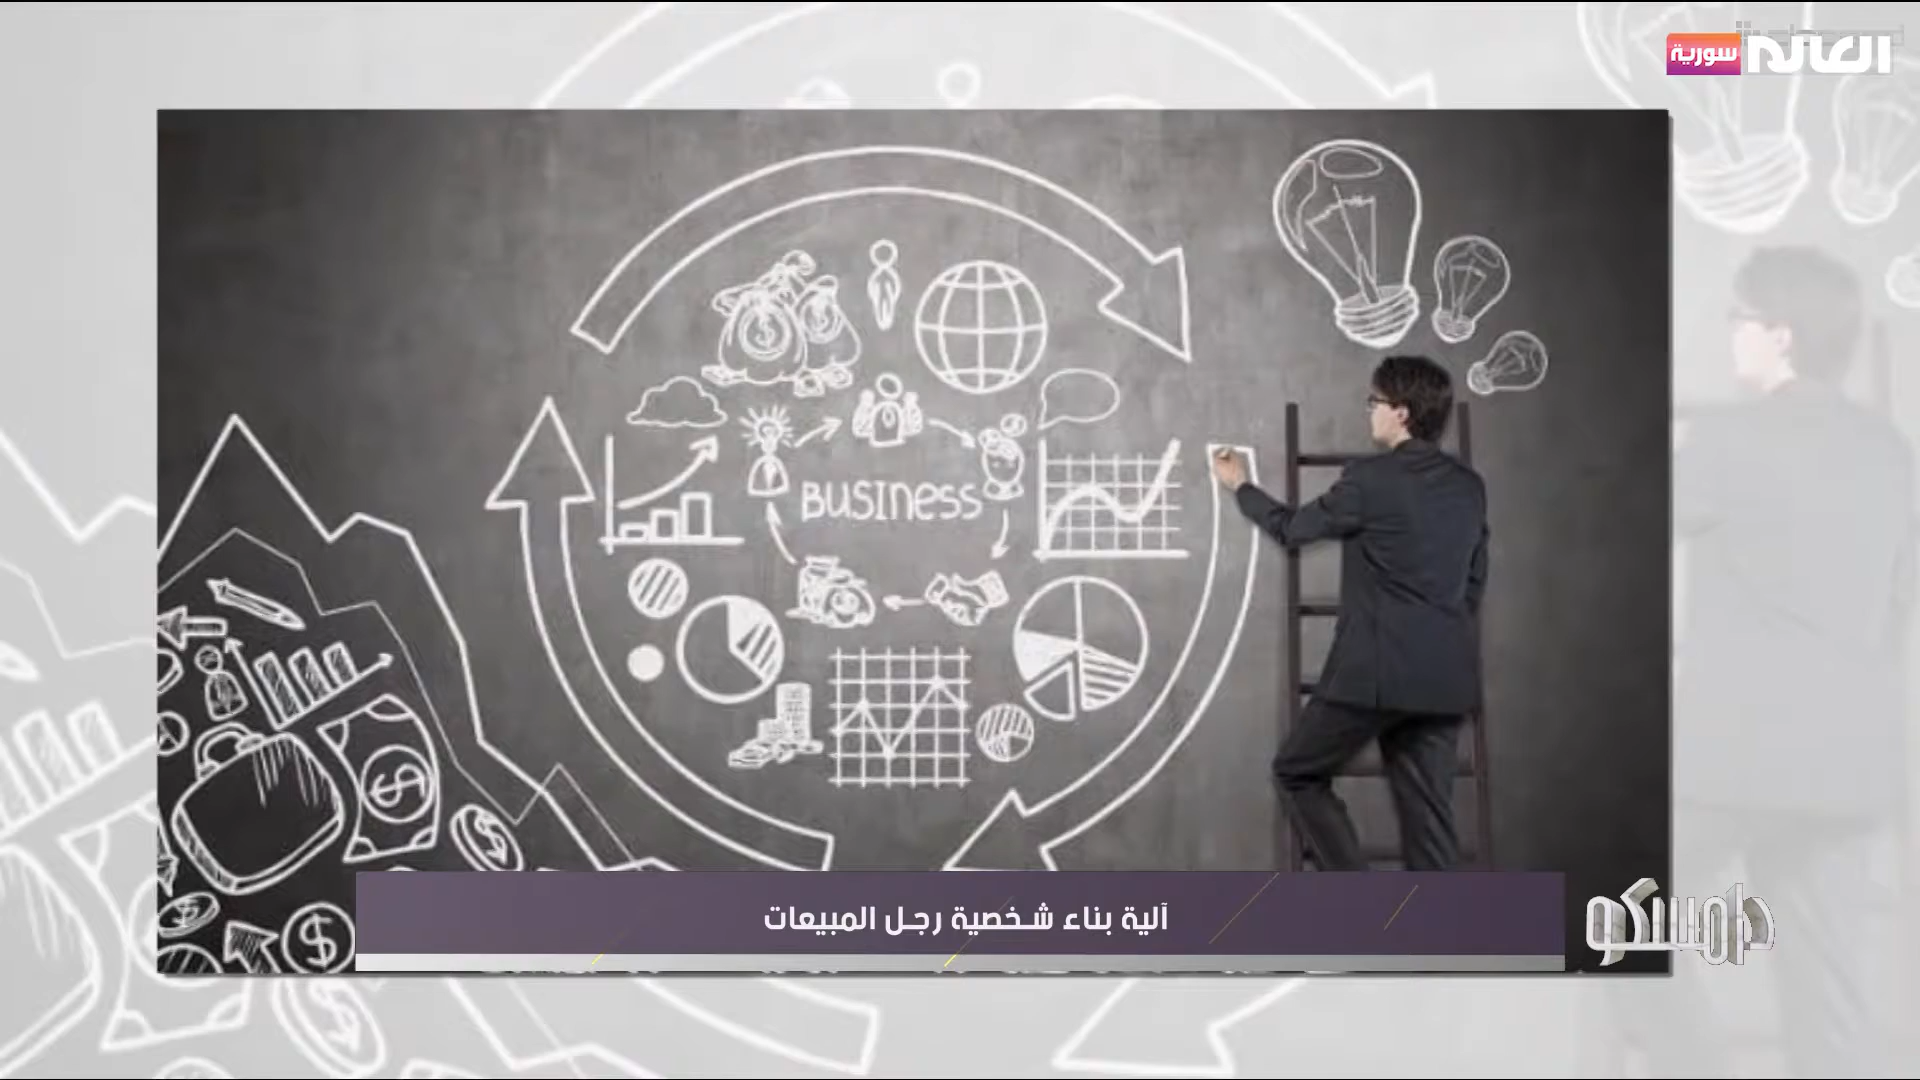 العالم سورية
BUSINESS
آلية بناء شخصية رجل المبيعات
دامسكو